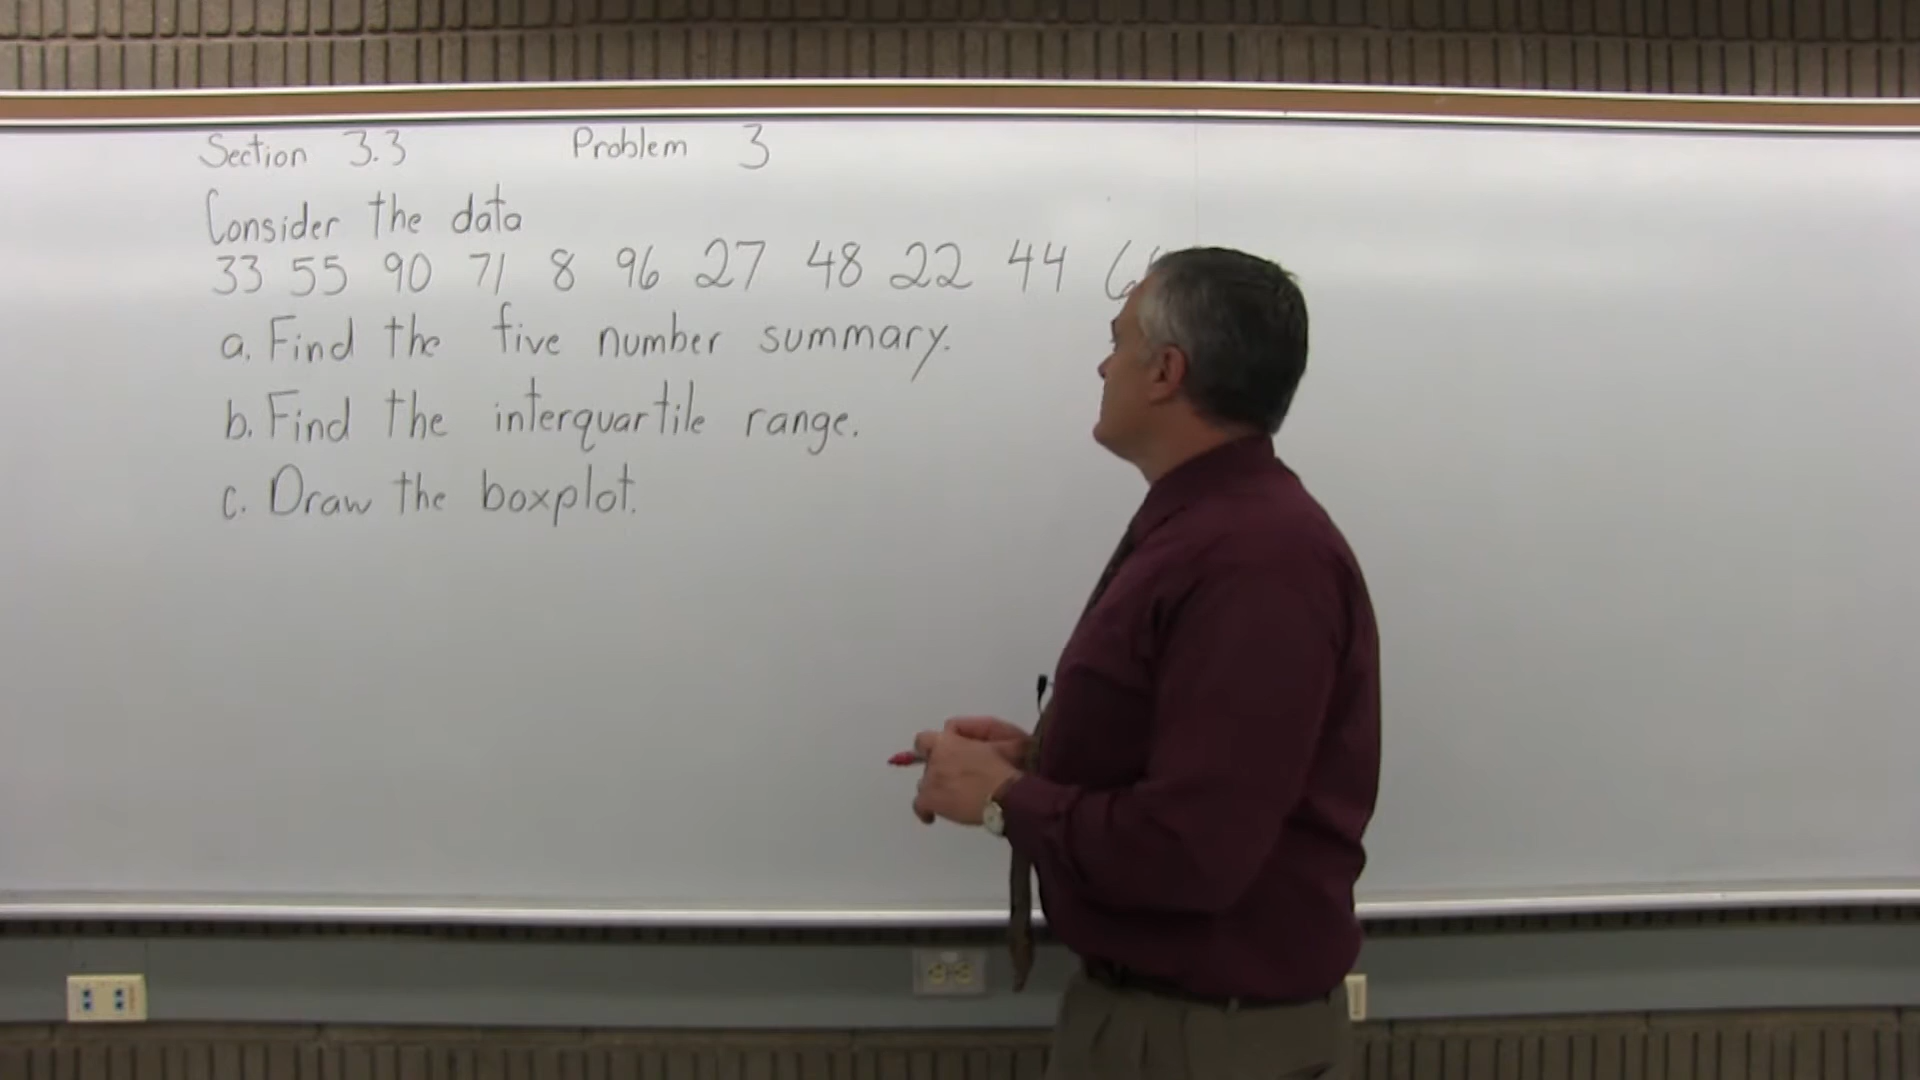 Section 3.3 Problem 3
Consider the data
33 55 90 71 8 96 27 48 22 44
a. Find the five number summary.
b. Find the interquartile range.
c. Draw the boxplot.